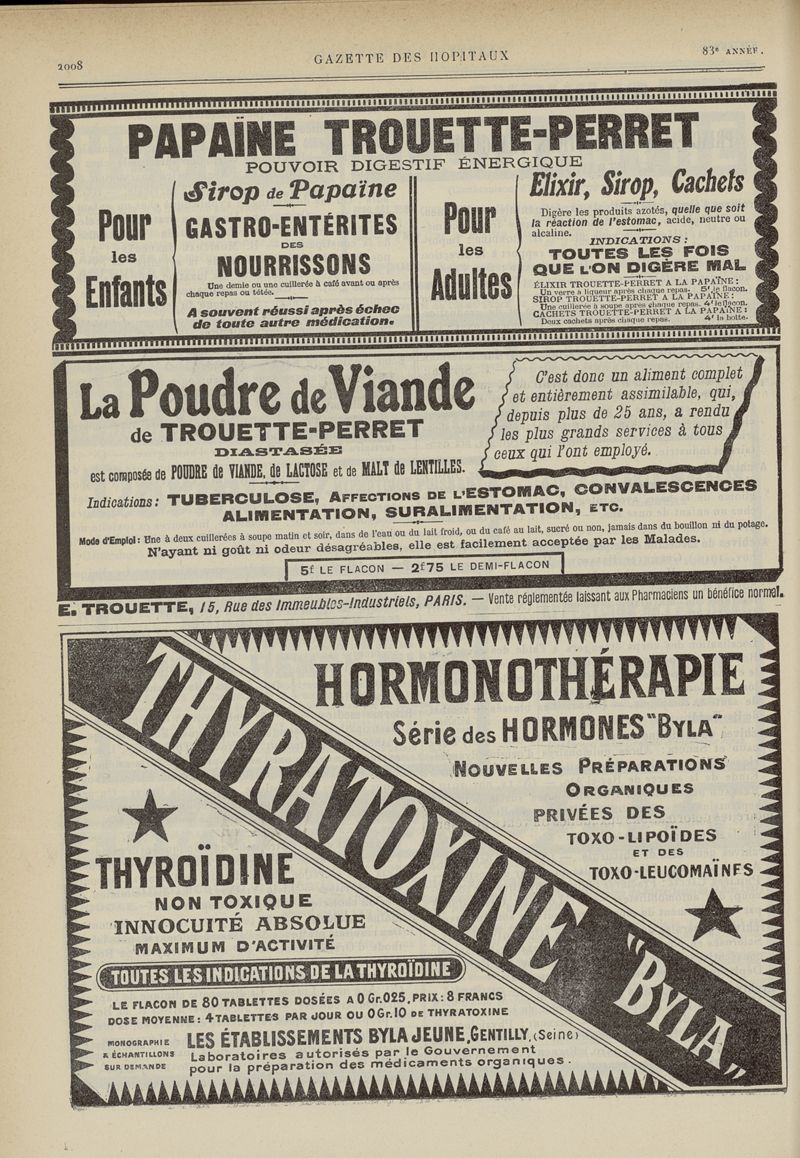 2008
GAZETTE DES HOPITAUX
83e ANNÉE.
PAPAÏNE TROUETTE-PERRET
POUVOIR DIGESTIF ÉNERGIQUE
Pour
les
Enfants
Sirop de Papaïne
GASTRO-ENTÉRITES
DES
NOURRISSONS
Une demie ou une cuillerée à café avant ou après
chaque repas ou tétée.
A souvent réussi après échec
de toute autre médication.
Pour
les
Adultes
Elixir, Sirop, Cachets
Digère les produits azotés, quelle que soit
la réaction de l'estomac, acide, neutre ou
alcaline.
INDICATIONS :
TOUTES LES FOIS
QUE L'ON DIGÈRE MAL
ÉLIXIR TROUETTE-PERRET A LA PAPAÏNE :
Un verre à liqueur après chaque repas. 5f le flacon.
SIROP TROUETTE-PERRET A LA PAPAÏNE :
Une cuillerée à soupe après chaque repas. 4f le flacon.
CACHETS TROUETTE-PERRET A LA PAPAÏNE :
Deux cachets après chaque repas. 4f la boîte.
La Poudre de Viande
de TROUETTE-PERRET
DIASTASÉE
est composée de POUDRE de VIANDE, de LACTOSE et de MALT de LENTILLES.
C'est donc un aliment complet
et entièrement assimilable, qui,
depuis plus de 25 ans, a rendu
les plus grands services à tous
ceux qui l'ont employé.
Indications : TUBERCULOSE, AFFECTIONS DE L'ESTOMAC, CONVALESCENCES
ALIMENTATION, SURALIMENTATION, ETC.
Mode d'Emploi : Une à deux cuillerées à soupe matin et soir, dans de l'eau ou du lait froid, ou du café au lait, sucré ou non, jamais dans du bouillon ni du potage.
N'ayant ni goût ni odeur désagréables, elle est facilement acceptée par les Malades.
5f LE FLACON — 2f75 LE DEMI-FLACON
E. TROUETTE, 15, Rue des Immeubles-Industriels, PARIS. — Vente réglementée laissant aux Pharmaciens un bénéfice normal.
HORMONOTHÉRAPIE
Série des HORMONES "BYLA"
NOUVELLES PRÉPARATIONS
ORGANIQUES
PRIVÉES DES
TOXO-LIPOÏDES
ET DES
TOXO-LEUCOMAÏNES
THYRATOXINE "BYLA"
THYROÏDINE
NON TOXIQUE
INNOCUITÉ ABSOLUE
MAXIMUM D'ACTIVITÉ
TOUTES LES INDICATIONS DE LA THYROÏDINE
LE FLACON DE 80 TABLETTES DOSÉES A 0 Gr.025, PRIX : 8 FRANCS
DOSE MOYENNE : 4 TABLETTES PAR JOUR OU 0 Gr.10 DE THYRATOXINE
MONOGRAPHIE
& ÉCHANTILLONS
SUR DEMANDE
LES ÉTABLISSEMENTS BYLA JEUNE, GENTILLY, (Seine)
Laboratoires autorisés par le Gouvernement
pour la préparation des médicaments organiques.